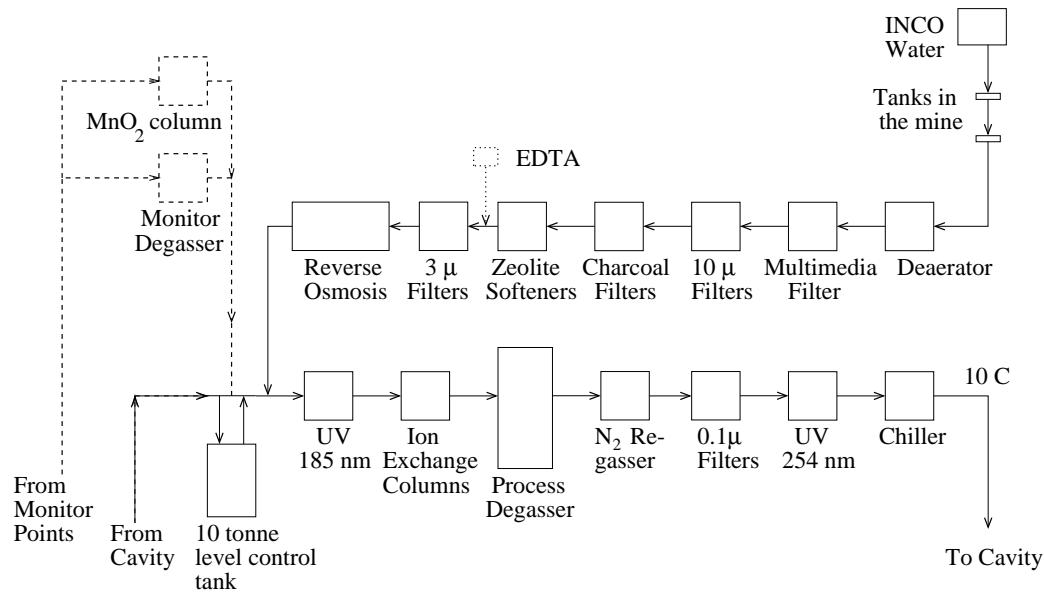 INCO
Water
Tanks in
the mine
MnO2 column
EDTA
Monitor
Degasser
Reverse
Osmosis
3 μ
Filters
Zeolite
Softeners
Charcoal
Filters
10 μ
Filters
Multimedia
Filter
Deaerator
10 C
UV
185 nm
Ion
Exchange
Columns
Process
Degasser
N2 Re-
gasser
0.1μ
Filters
UV
254 nm
Chiller
From
Monitor
Points
From
Cavity
10 tonne
level control
tank
To Cavity